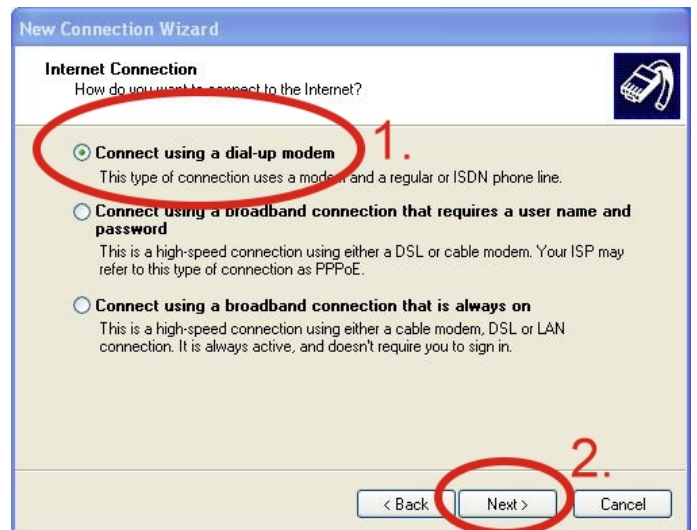 New Connection Wizard
Internet Connection
How do you want to connect to the Internet?
1.
Connect using a dial-up modem
This type of connection uses a modem and a regular or ISDN phone line.
Connect using a broadband connection that requires a user name and
password
This is a high-speed connection using either a DSL or cable modem. Your ISP may
refer to this type of connection as PPPoE.
Connect using a broadband connection that is always on
This is a high-speed connection using either a cable modem, DSL or LAN
connection. It is always active, and doesn't require you to sign in.
2.
< Back Next > Cancel